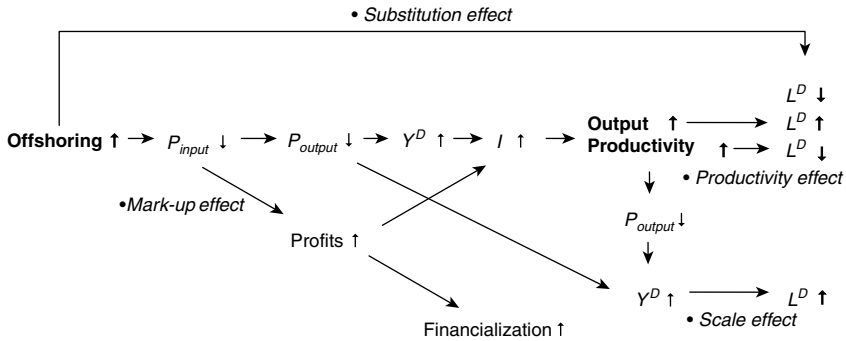 • Substitution effect
L^D ↓
Offshoring ↑ → P_input ↓ → P_output ↓ → Y^D ↑ → I ↑ → Output ↑ → L^D ↑
Productivity ↑ → L^D ↓
• Productivity effect
•Mark-up effect
P_output ↓
Profits ↑
Y^D ↑ → L^D ↑
• Scale effect
Financialization ↑